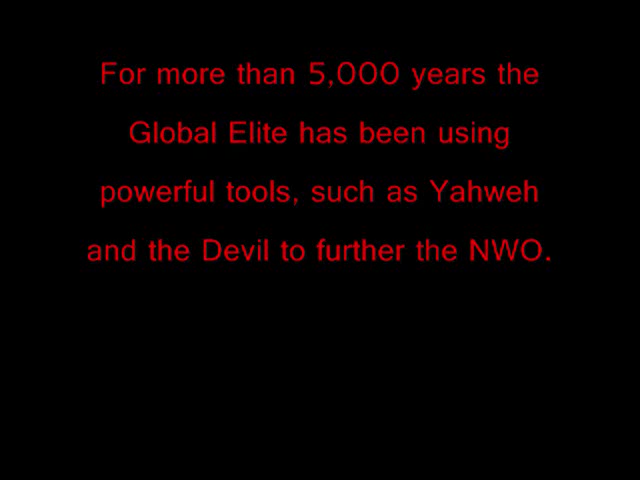 For more than 5,000 years the
Global Elite has been using
powerful tools, such as Yahweh
and the Devil to further the NWO.